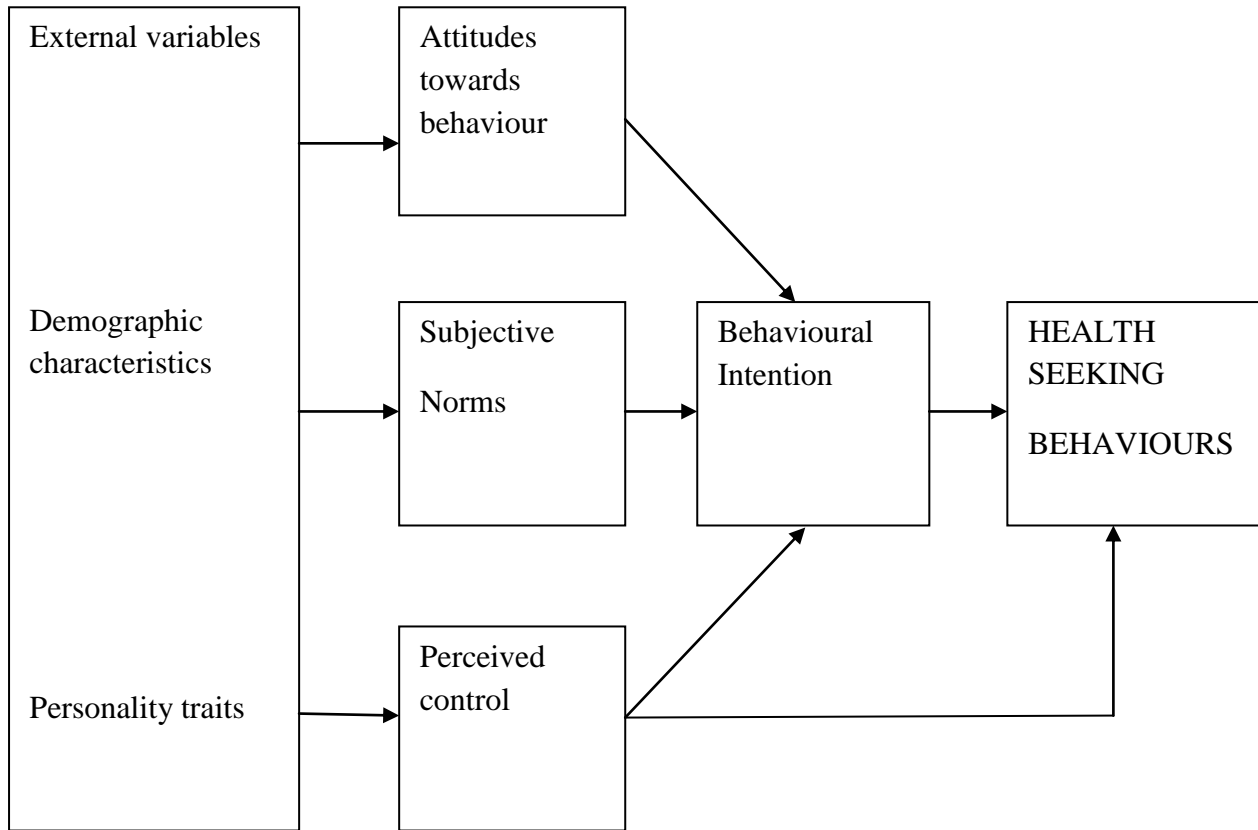 External variables
Demographic
characteristics
Personality traits
Attitudes
towards
behaviour
Subjective
Norms
Perceived
control
Behavioural
Intention
HEALTH
SEEKING
BEHAVIOURS